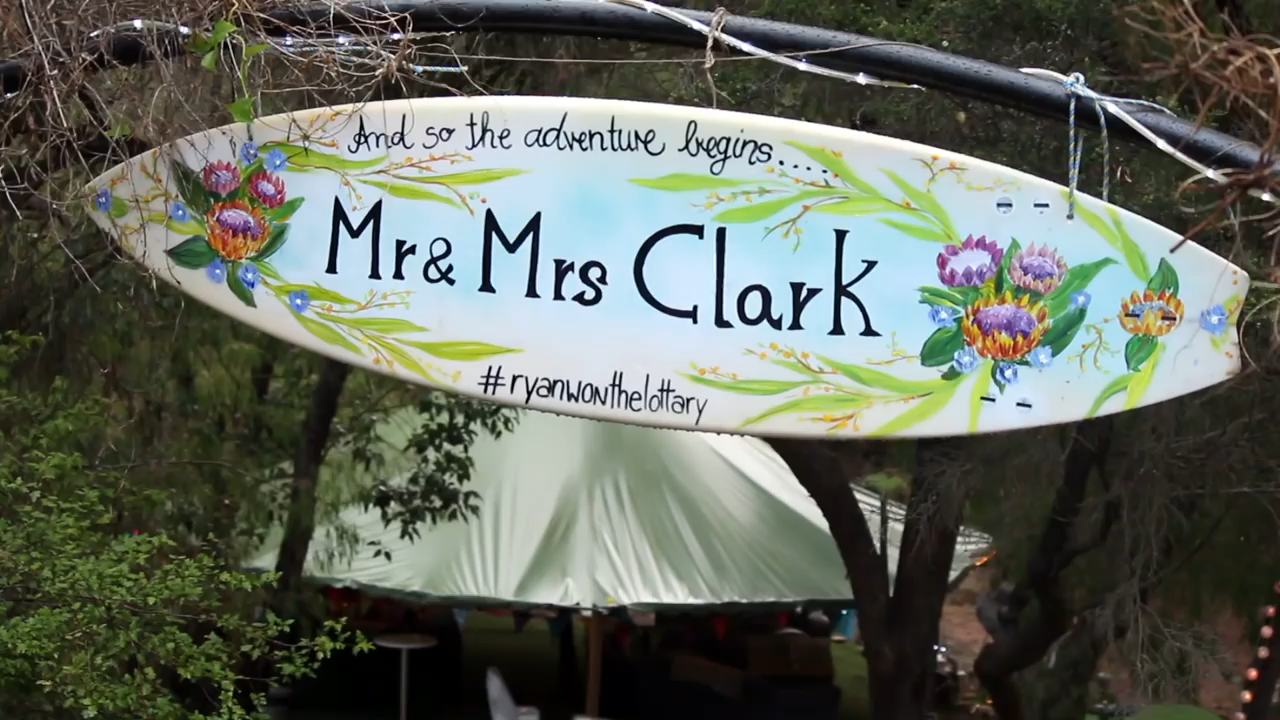 And so the adventure begins.....
Mr & Mrs Clark
#ryanwonthelottary